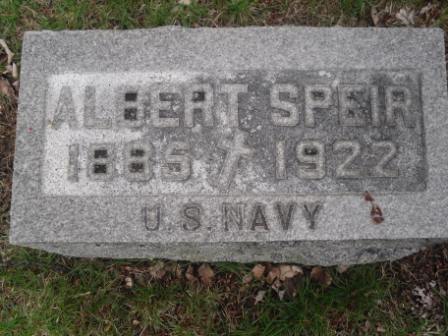 ALBERT SPEIR
1885 1922
U.S. NAVY